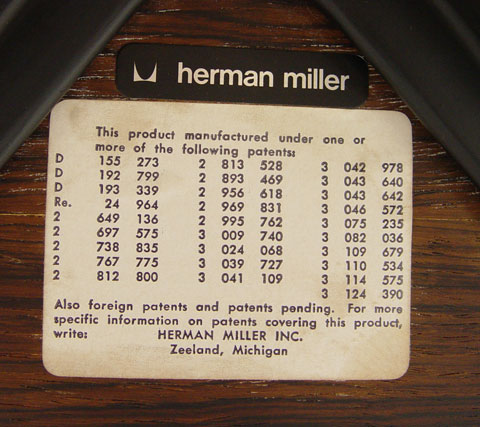 herman miller
This product manufactured under one or
more of the following patents:
D 155 273 2 813 528 3 042 978
D 192 799 2 893 469 3 043 640
D 193 339 2 956 618 3 043 642
Re. 24 964 2 969 831 3 046 572
2 649 136 2 995 762 3 075 235
2 697 575 3 009 740 3 082 036
2 738 835 3 024 068 3 109 679
2 767 775 3 039 727 3 110 534
2 812 800 3 041 109 3 114 575
3 124 390
Also foreign patents and patents pending. For more
specific information on patents covering this product,
write: HERMAN MILLER INC.
Zeeland, Michigan